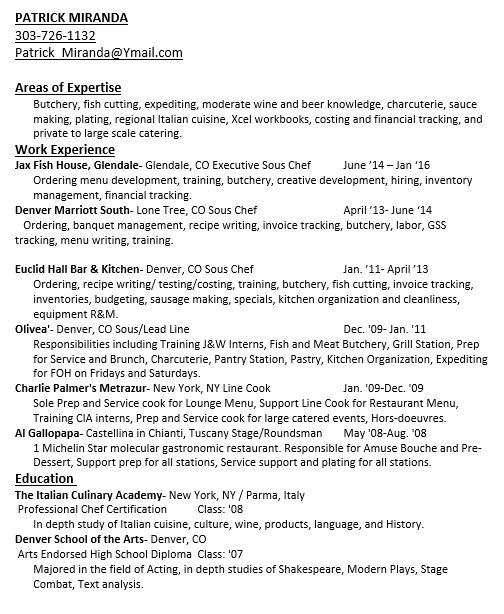 PATRICK MIRANDA
303-726-1132
Patrick_Miranda@Ymail.com
Areas of Expertise
Butchery, fish cutting, expediting, moderate wine and beer knowledge, charcuterie, sauce
making, plating, regional Italian cuisine, Xcel workbooks, costing and financial tracking, and
private to large scale catering.
Work Experience
Jax Fish House, Glendale- Glendale, CO Executive Sous Chef June '14 – Jan '16
Ordering menu development, training, butchery, creative development, hiring, inventory
management, financial tracking.
Denver Marriott South- Lone Tree, CO Sous Chef April '13- June '14
Ordering, banquet management, recipe writing, invoice tracking, butchery, labor, GSS
tracking, menu writing, training.
Euclid Hall Bar & Kitchen- Denver, CO Sous Chef Jan. '11- April '13
Ordering, recipe writing/ testing/costing, training, butchery, fish cutting, invoice tracking,
inventories, budgeting, sausage making, specials, kitchen organization and cleanliness,
equipment R&M.
Olivea'- Denver, CO Sous/Lead Line Dec. '09- Jan. '11
Responsibilities including Training J&W Interns, Fish and Meat Butchery, Grill Station, Prep
for Service and Brunch, Charcuterie, Pantry Station, Pastry, Kitchen Organization, Expediting
for FOH on Fridays and Saturdays.
Charlie Palmer's Metrazur- New York, NY Line Cook Jan. '09-Dec. '09
Sole Prep and Service cook for Lounge Menu, Support Line Cook for Restaurant Menu,
Training CIA interns, Prep and Service cook for large catered events, Hors-doeuvres.
Al Gallopapa- Castellina in Chianti, Tuscany Stage/Roundsman May '08-Aug. '08
1 Michelin Star molecular gastronomic restaurant. Responsible for Amuse Bouche and Pre-
Dessert, Support prep for all stations, Service support and plating for all stations.
Education
The Italian Culinary Academy- New York, NY / Parma, Italy
Professional Chef Certification Class: '08
In depth study of Italian cuisine, culture, wine, products, language, and History.
Denver School of the Arts- Denver, CO
Arts Endorsed High School Diploma Class: '07
Majored in the field of Acting, in depth studies of Shakespeare, Modern Plays, Stage
Combat, Text analysis.